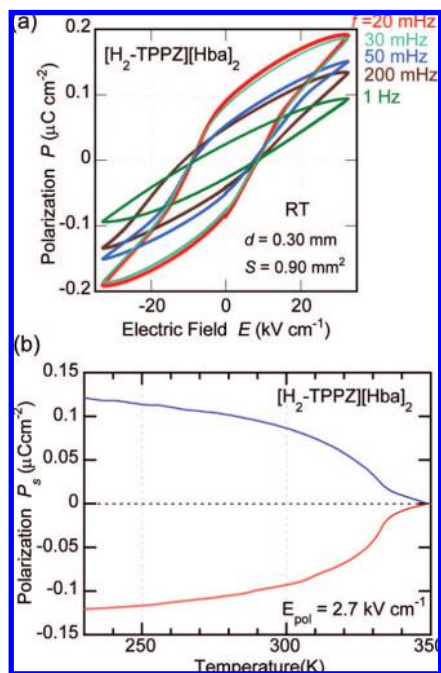 (a)
0.2
0.1
0
-0.1
0.2
Polarization P (μC cm⁻²)
[H₂-TPPZ][Hba]₂
f=20 mHz
30 mHz
50 mHz
200 mHz
1 Hz
RT
d = 0.30 mm
S = 0.90 mm²
-20 0 20
Electric Field E (kV cm⁻¹)
(b)
0.15
0.1
0.05
0
-0.05
-0.1
-0.15
Polarization Pₛ (μCcm⁻²)
[H₂-TPPZ][Hba]₂
E_pol = 2.7 kV cm⁻¹
250 300 350
Temperature(K)